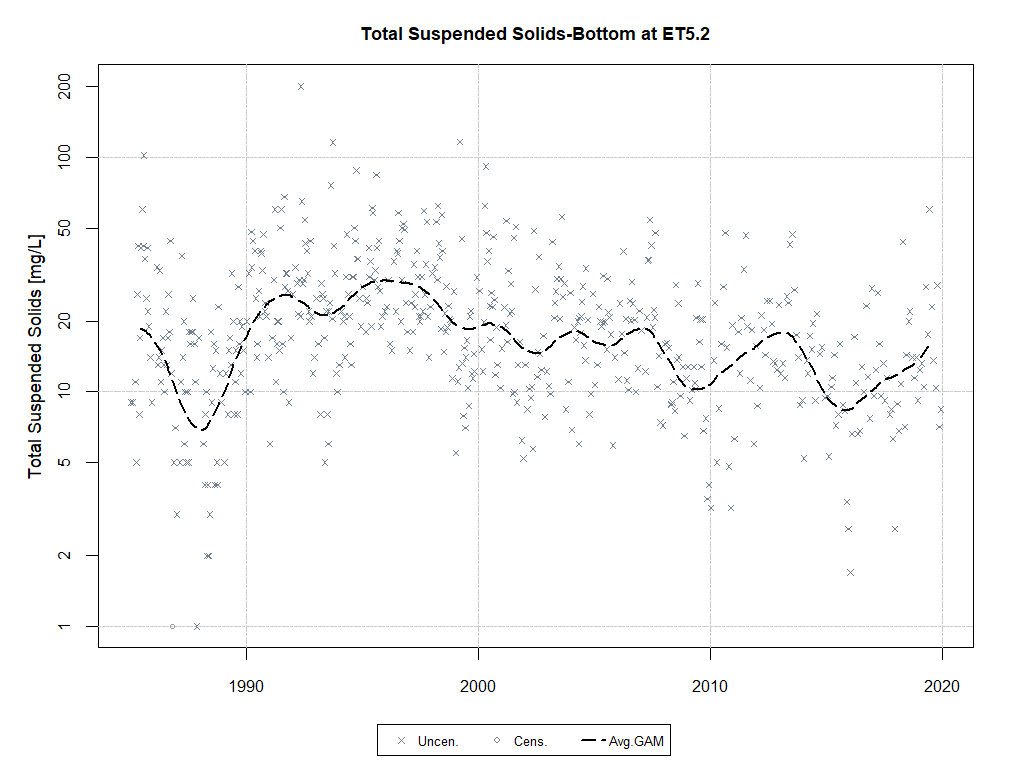 Total Suspended Solids-Bottom at ET5.2
Total Suspended Solids [mg/L]
200
100
50
20
10
5
2
1
1990 2000 2010 2020
Uncen. Cens. Avg.GAM